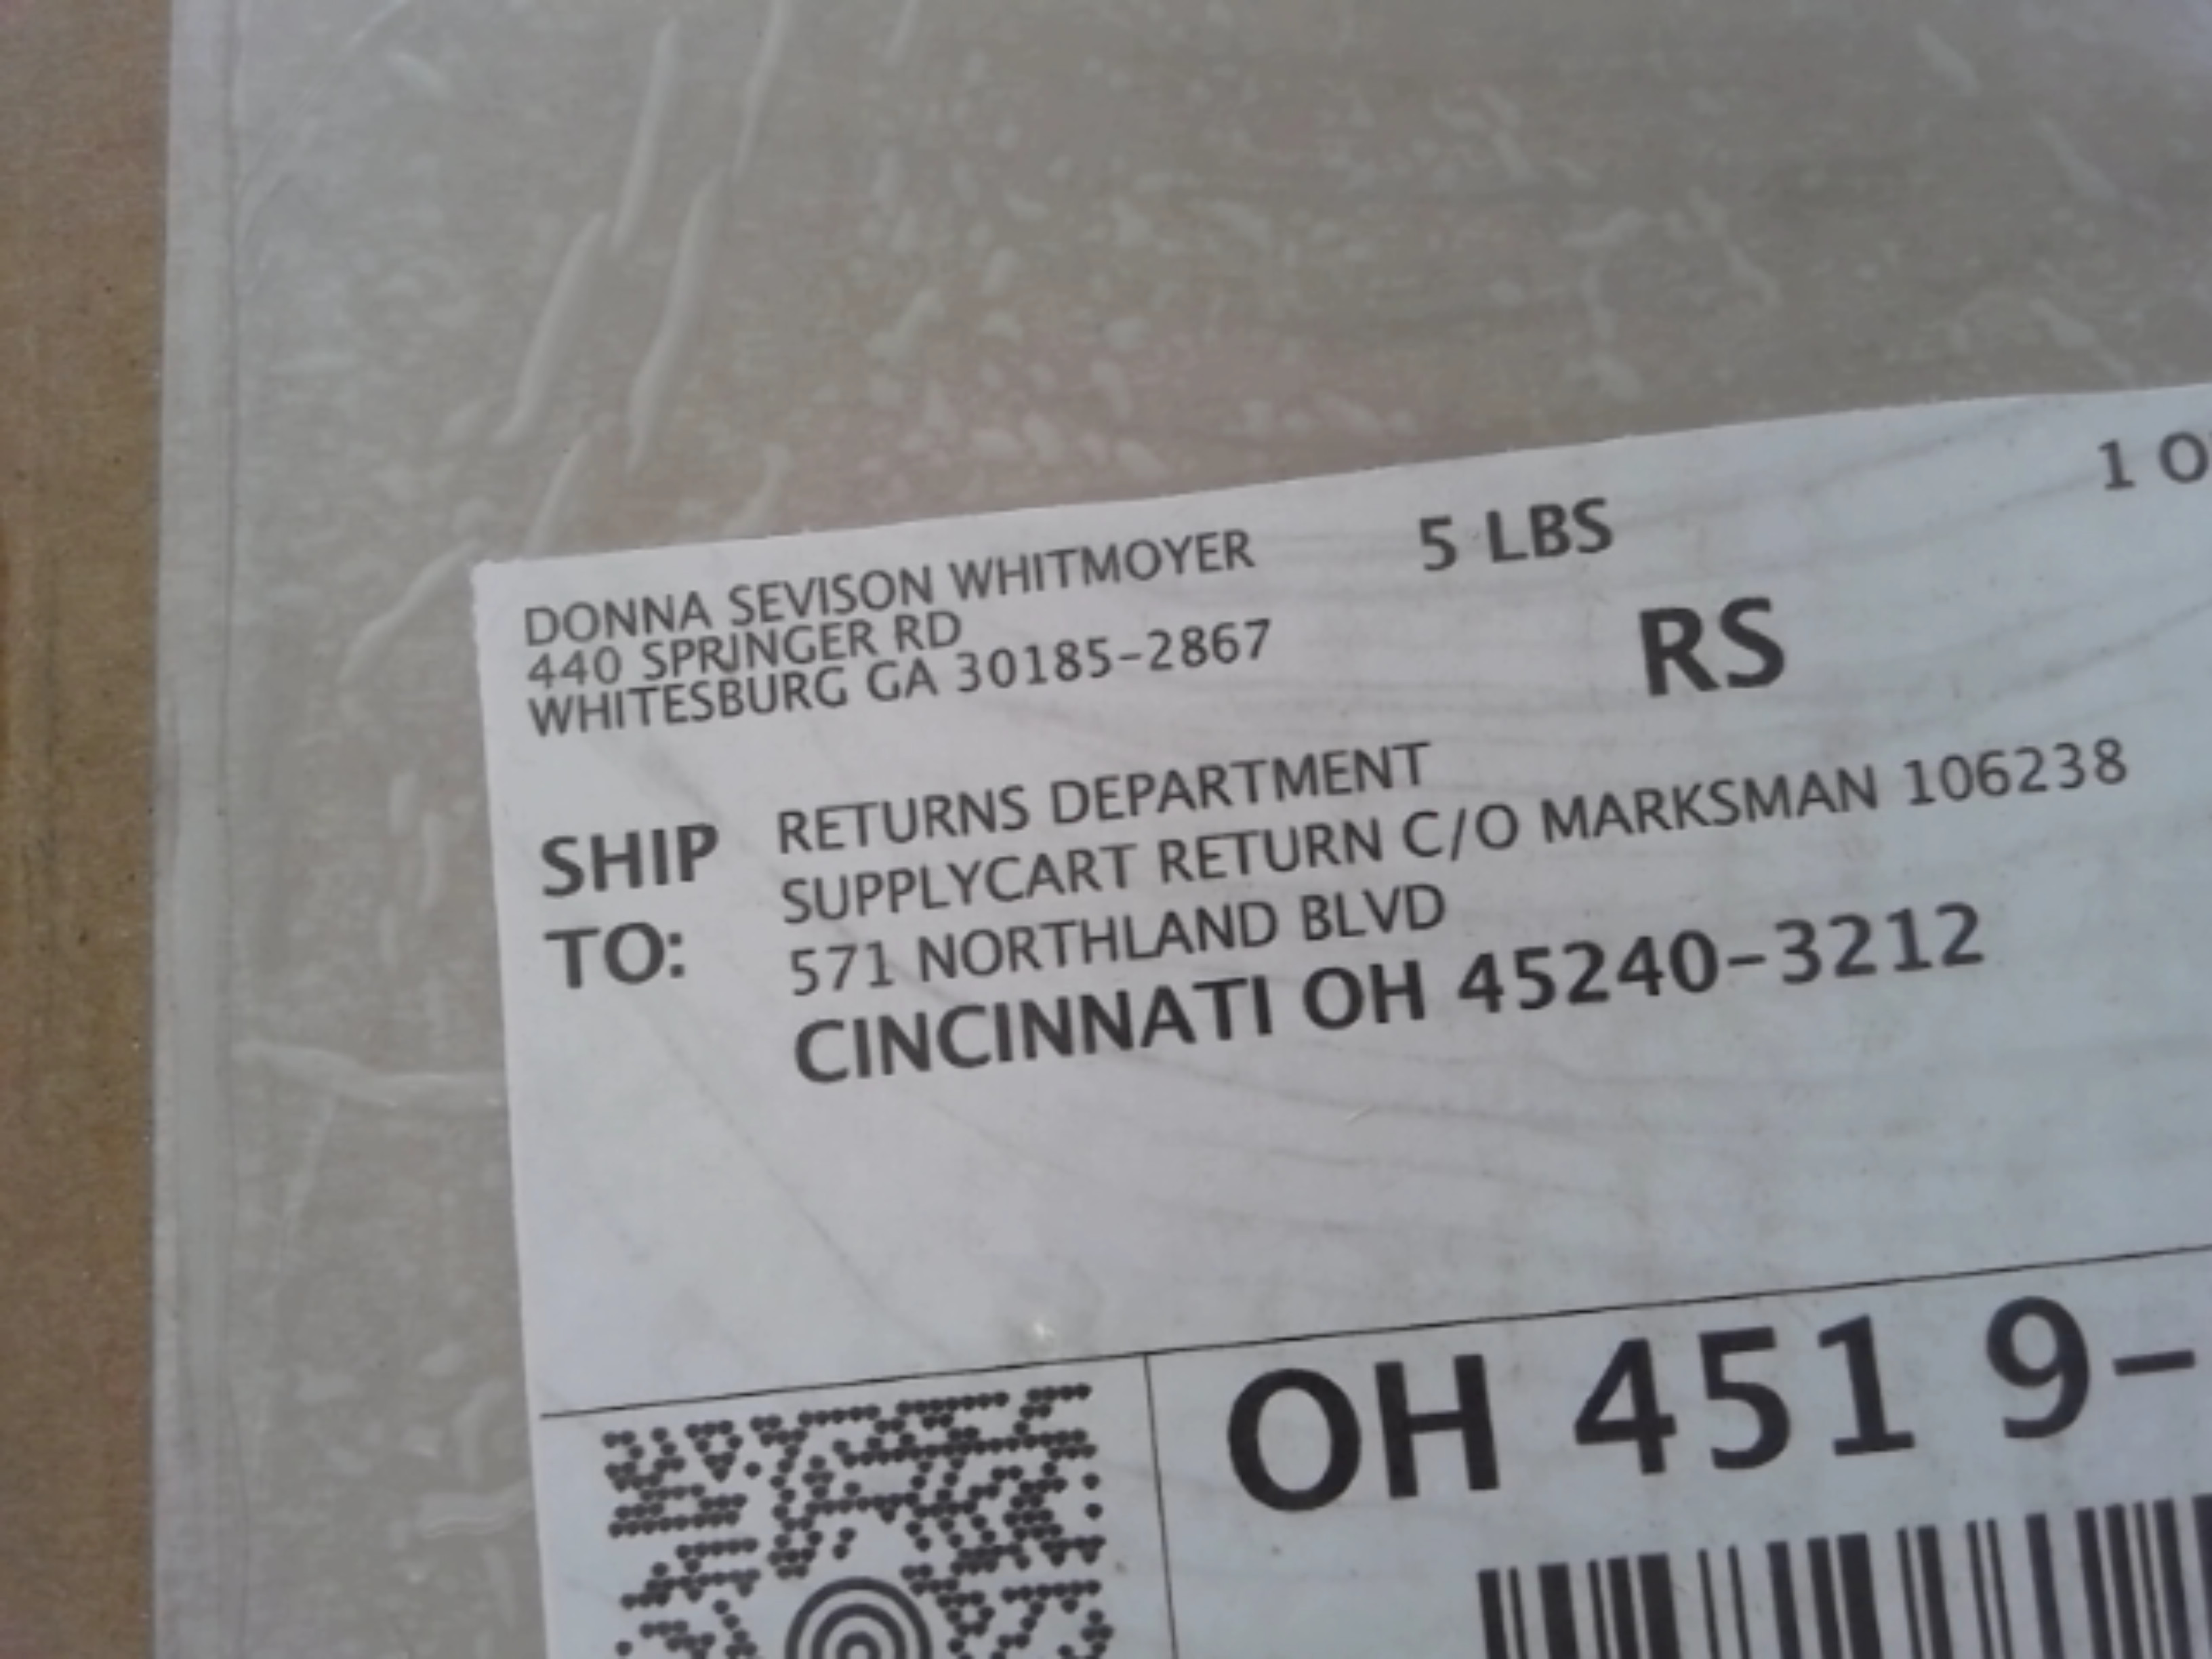 DONNA SEVISON WHITMOYER
440 SPRINGER RD
WHITESBURG GA 30185-2867
5 LBS
1 O
RS
SHIP TO:
RETURNS DEPARTMENT
SUPPLYCART RETURN C/O MARKSMAN 106238
571 NORTHLAND BLVD
CINCINNATI OH 45240-3212
OH 451 9-